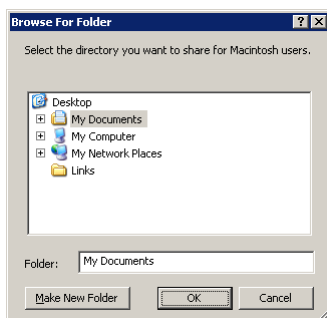 Browse For Folder
Select the directory you want to share for Macintosh users.
Desktop
My Documents
My Computer
My Network Places
Links
Folder: My Documents
Make New Folder OK Cancel